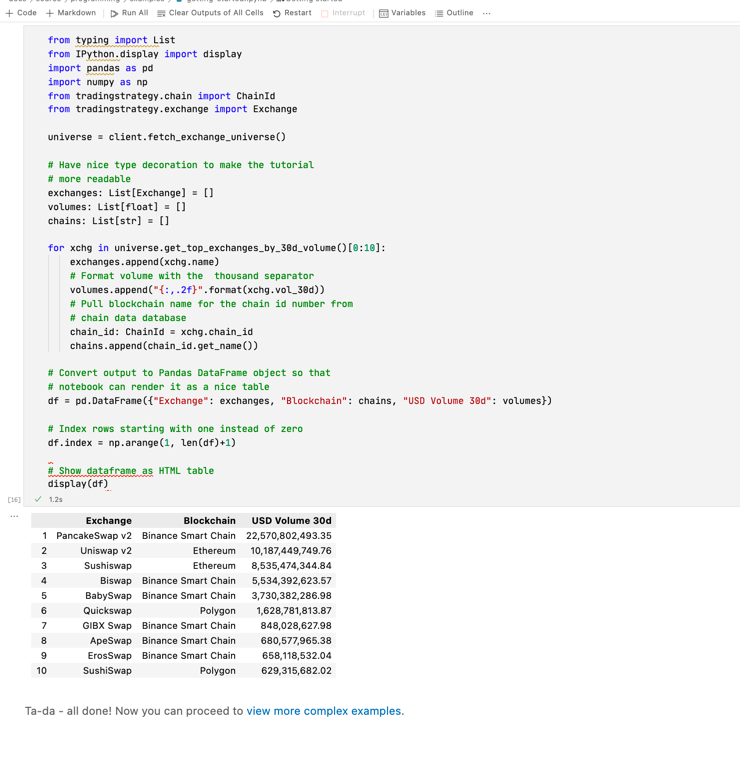 + Code + Markdown Run All Clear Outputs of All Cells Restart Interrupt Variables Outline ...
from typing import List
from IPython.display import display
import pandas as pd
import numpy as np
from tradingstrategy.chain import ChainId
from tradingstrategy.exchange import Exchange
universe = client.fetch_exchange_universe()
# Have nice type decoration to make the tutorial
# more readable
exchanges: List[Exchange] = []
volumes: List[float] = []
chains: List[str] = []
for xchg in universe.get_top_exchanges_by_30d_volume()[0:10]:
exchanges.append(xchg.name)
# Format volume with the  thousand separator
volumes.append("{:,.2f}".format(xchg.vol_30d))
# Pull blockchain name for the chain id number from
# chain data database
chain_id: ChainId = xchg.chain_id
chains.append(chain_id.get_name())
# Convert output to Pandas DataFrame object so that
# notebook can render it as a nice table
df = pd.DataFrame({"Exchange": exchanges, "Blockchain": chains, "USD Volume 30d": volumes})
# Index rows starting with one instead of zero
df.index = np.arange(1, len(df)+1)
# Show dataframe as HTML table
display(df)
[16] ✓ 1.2s
...
Exchange Blockchain USD Volume 30d
1 PancakeSwap v2 Binance Smart Chain 22,570,802,493.35
2 Uniswap v2 Ethereum 10,187,449,749.76
3 Sushiswap Ethereum 8,535,474,344.84
4 Biswap Binance Smart Chain 5,534,392,623.57
5 BabySwap Binance Smart Chain 3,730,382,286.98
6 Quickswap Polygon 1,628,781,813.87
7 GIBX Swap Binance Smart Chain 848,028,627.98
8 ApeSwap Binance Smart Chain 680,577,965.38
9 ErosSwap Binance Smart Chain 658,118,532.04
10 SushiSwap Polygon 629,315,682.02
Ta-da - all done! Now you can proceed to view more complex examples.